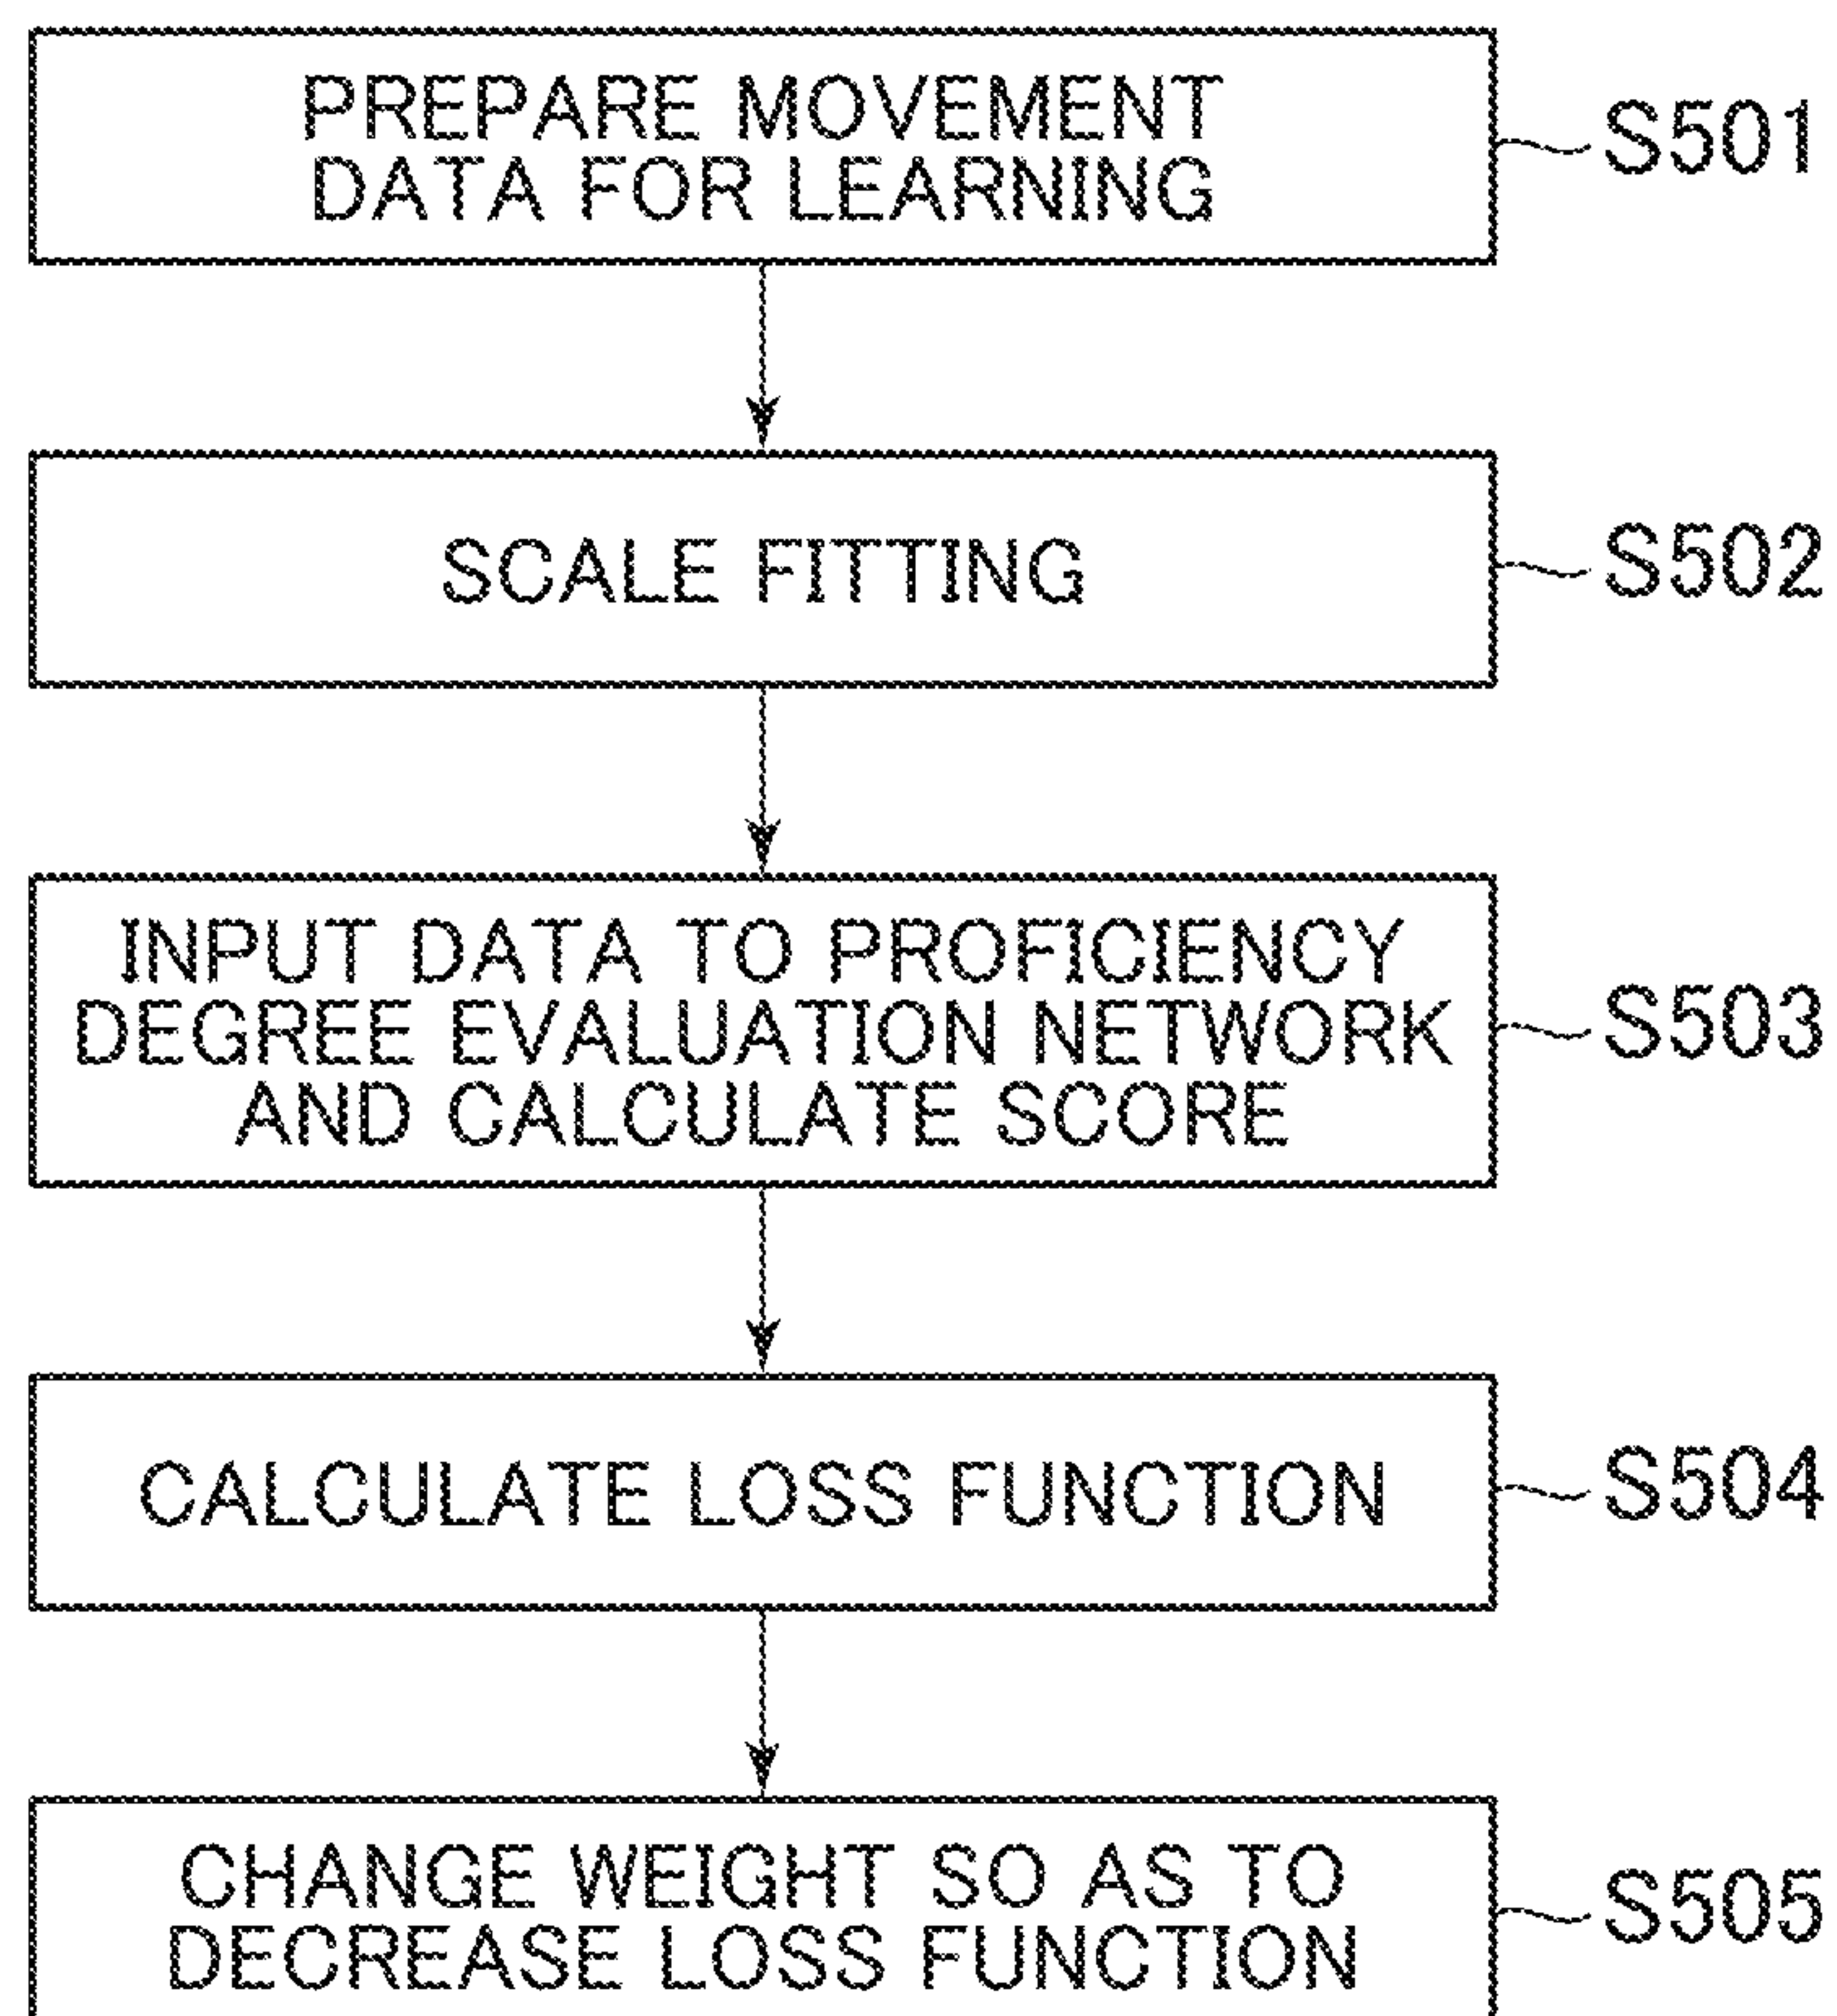 PREPARE MOVEMENT
DATA FOR LEARNING
S501
SCALE FITTING
S502
INPUT DATA TO PROFICIENCY
DEGREE EVALUATION NETWORK
AND CALCULATE SCORE
S503
CALCULATE LOSS FUNCTION
S504
CHANGE WEIGHT SO AS TO
DECREASE LOSS FUNCTION
S505